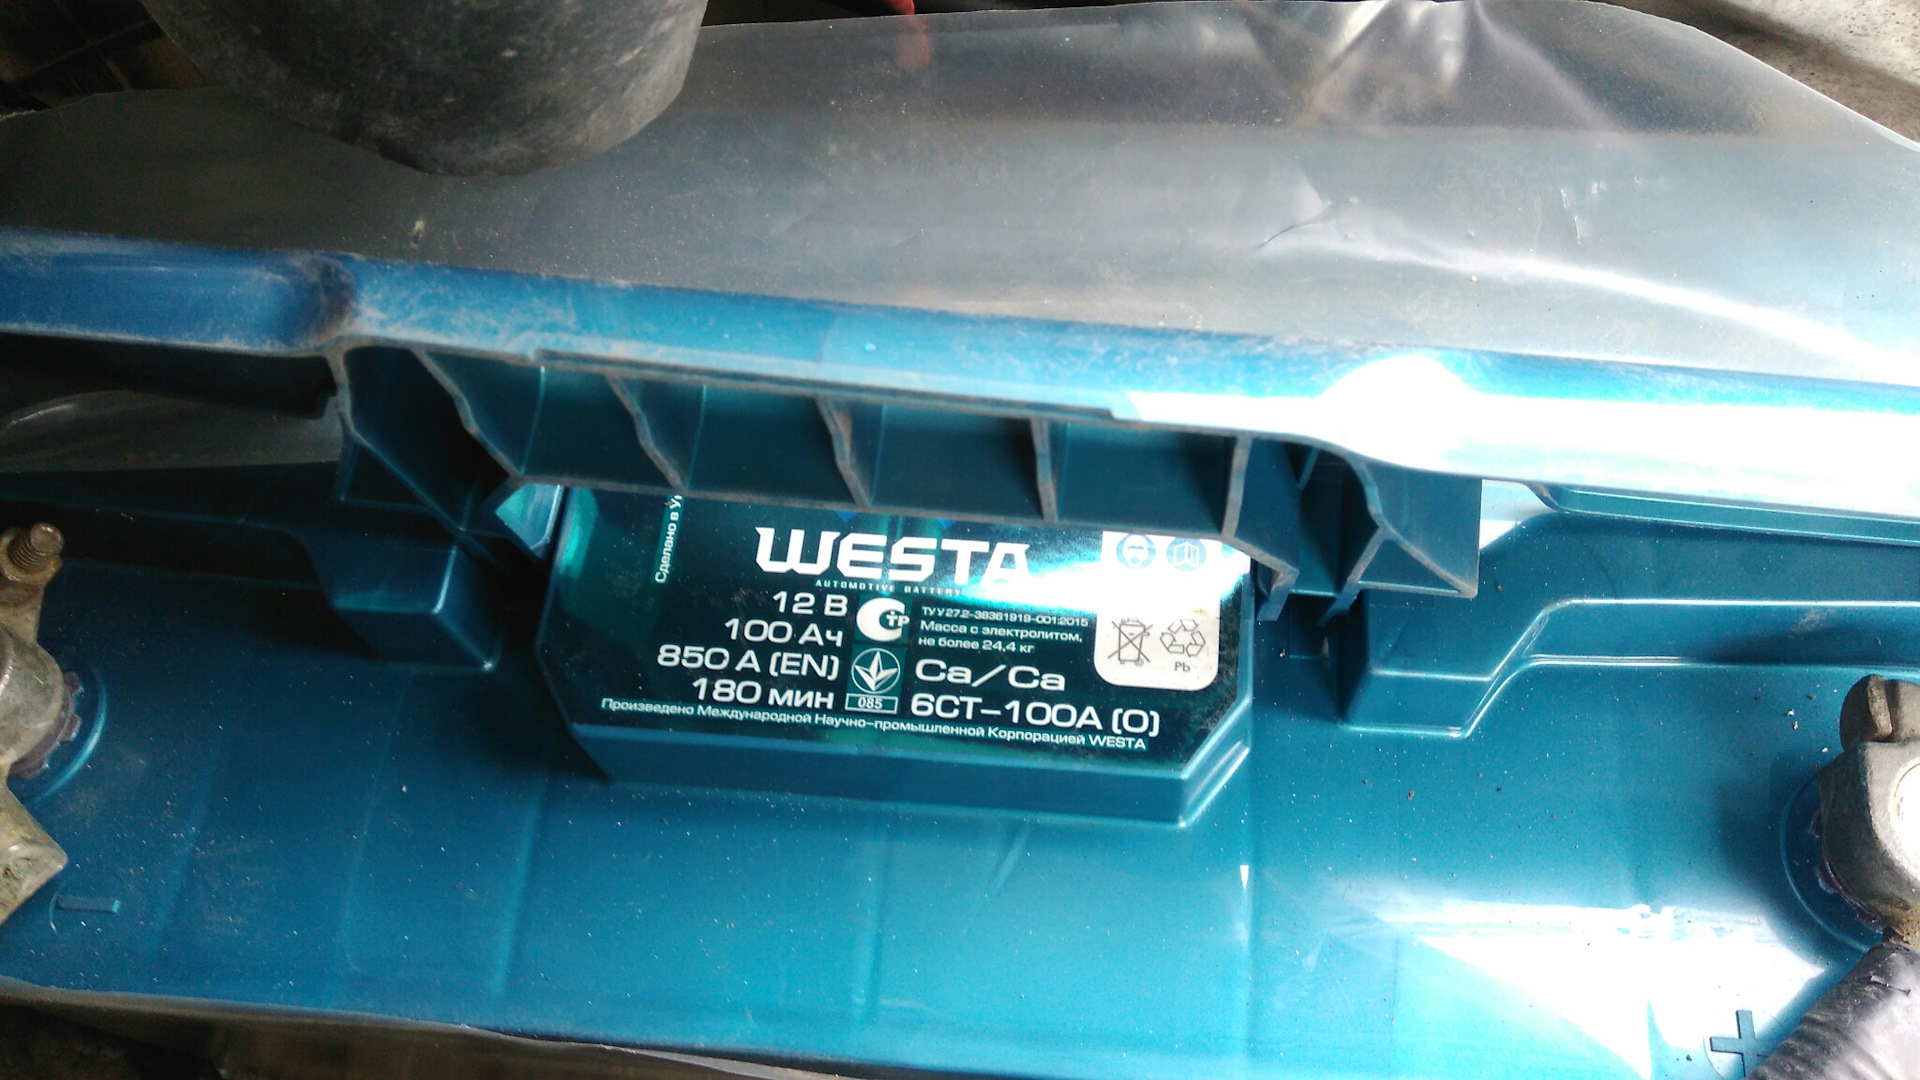 Сделано в
WESTA
AUTOMOTIVE BATTERY
12 В
100 Ач
850 А (EN)
180 мин
СтР
085
ТУ У 27.2-38361919-001:2015
Масса с электролитом,
не более 24,4 кг
Ca/Ca
6СТ-100А (0)
Pb
Произведено Международной Научно-промышленной Корпорацией WESTA
-
+